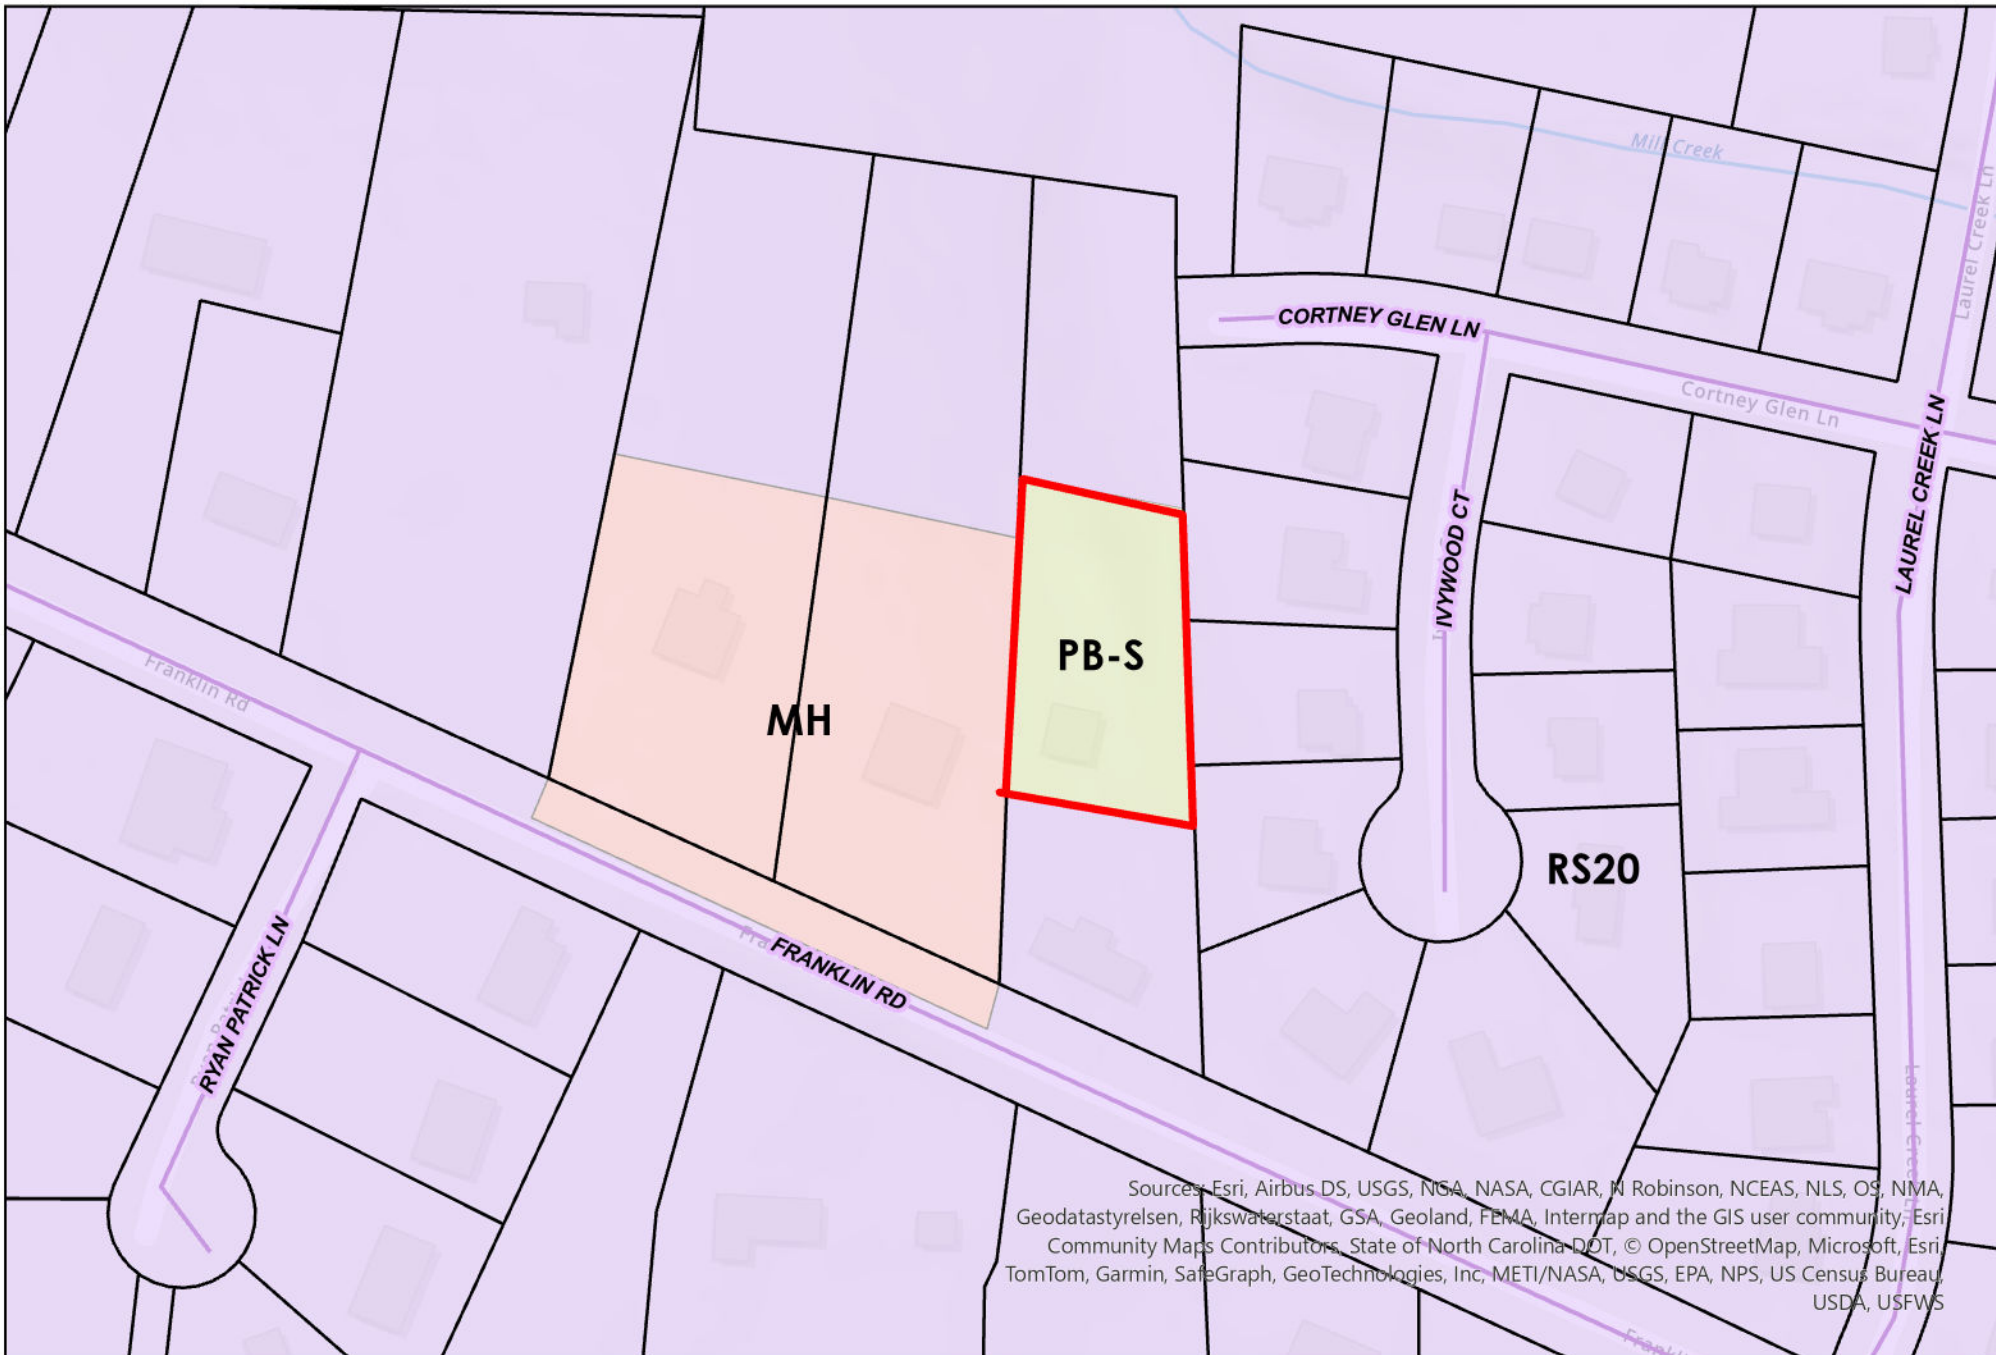 Mill Creek
Laurel Creek Ln
CORTNEY GLEN LN
Cortney Glen Ln
LAUREL CREEK LN
IVYWOOD CT
PB-S
Franklin Rd
MH
RS20
FRANKLIN RD
RYAN PATRICK LN
Laurel Creek Ln
Sources: Esri, Airbus DS, USGS, NGA, NASA, CGIAR, N Robinson, NCEAS, NLS, OS, NMA,
Geodatastyrelsen, Rijkswaterstaat, GSA, Geoland, FEMA, Intermap and the GIS user community, Esri
Community Maps Contributors, State of North Carolina DOT, © OpenStreetMap, Microsoft, Esri,
TomTom, Garmin, SafeGraph, GeoTechnologies, Inc, METI/NASA, USGS, EPA, NPS, US Census Bureau,
USDA, USFWS